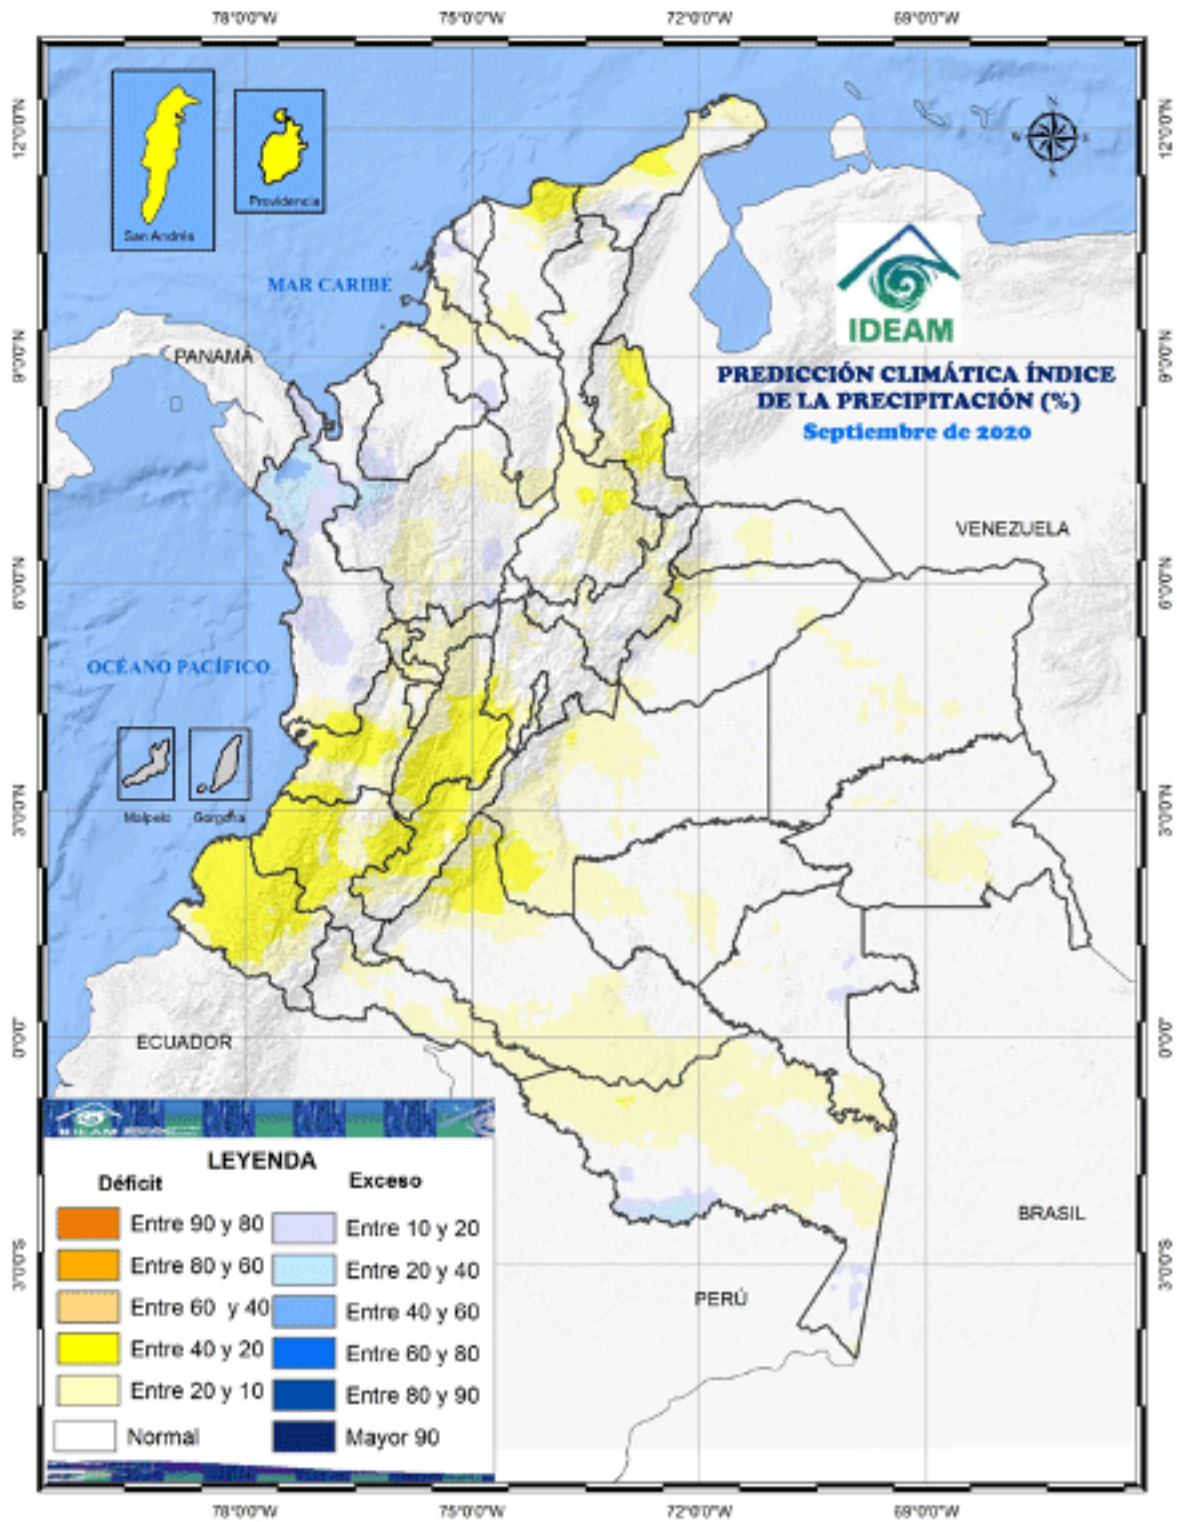 78°0'0"W
75°0'0"W
72°0'0"W
69°0'0"W
12°0'0"N
12°0'0"N
San Andrés
Providencia
N
S
MAR CARIBE
IDEAM
PANAMÁ
9°0'0"N
9°0'0"N
PREDICCIÓN CLIMÁTICA ÍNDICE
DE LA PRECIPITACIÓN (%)
Septiembre de 2020
VENEZUELA
6°0'0"N
6°0'0"N
OCÉANO PACÍFICO
Malpelo
Gorgona
3°0'0"N
3°0'0"N
ECUADOR
0°0'0"
0°0'0"
IDEAM
LEYENDA
Déficit
Exceso
Entre 90 y 80
Entre 80 y 60
Entre 60 y 40
Entre 40 y 20
Entre 20 y 10
Normal
Entre 10 y 20
Entre 20 y 40
Entre 40 y 60
Entre 60 y 80
Entre 80 y 90
Mayor 90
BRASIL
PERÚ
3°0'0"S
3°0'0"S
78°0'0"W
75°0'0"W
72°0'0"W
69°0'0"W